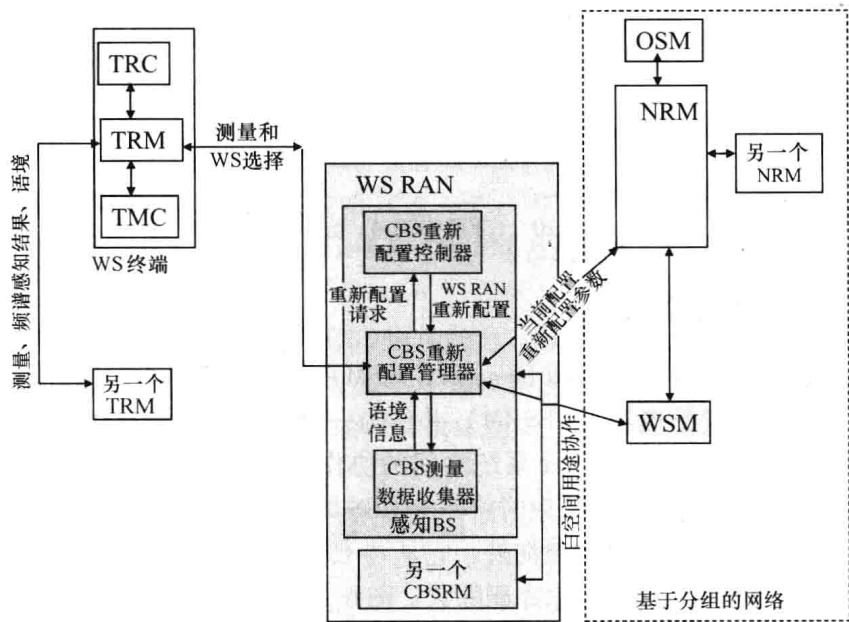 TRC
TRM
TMC
WS终端
测量和
WS选择
测量、频谱感知结果、语境
另一个
TRM
WS RAN
CBS重新
配置控制器
重新配置
请求
WS RAN
重新配置
CBS重新
配置管理器
语境
信息
CBS测量
数据收集器
感知BS
另一个
CBSRM
当前配置
重新配置参数
白空间用途协作
OSM
NRM
另一个
NRM
WSM
基于分组的网络